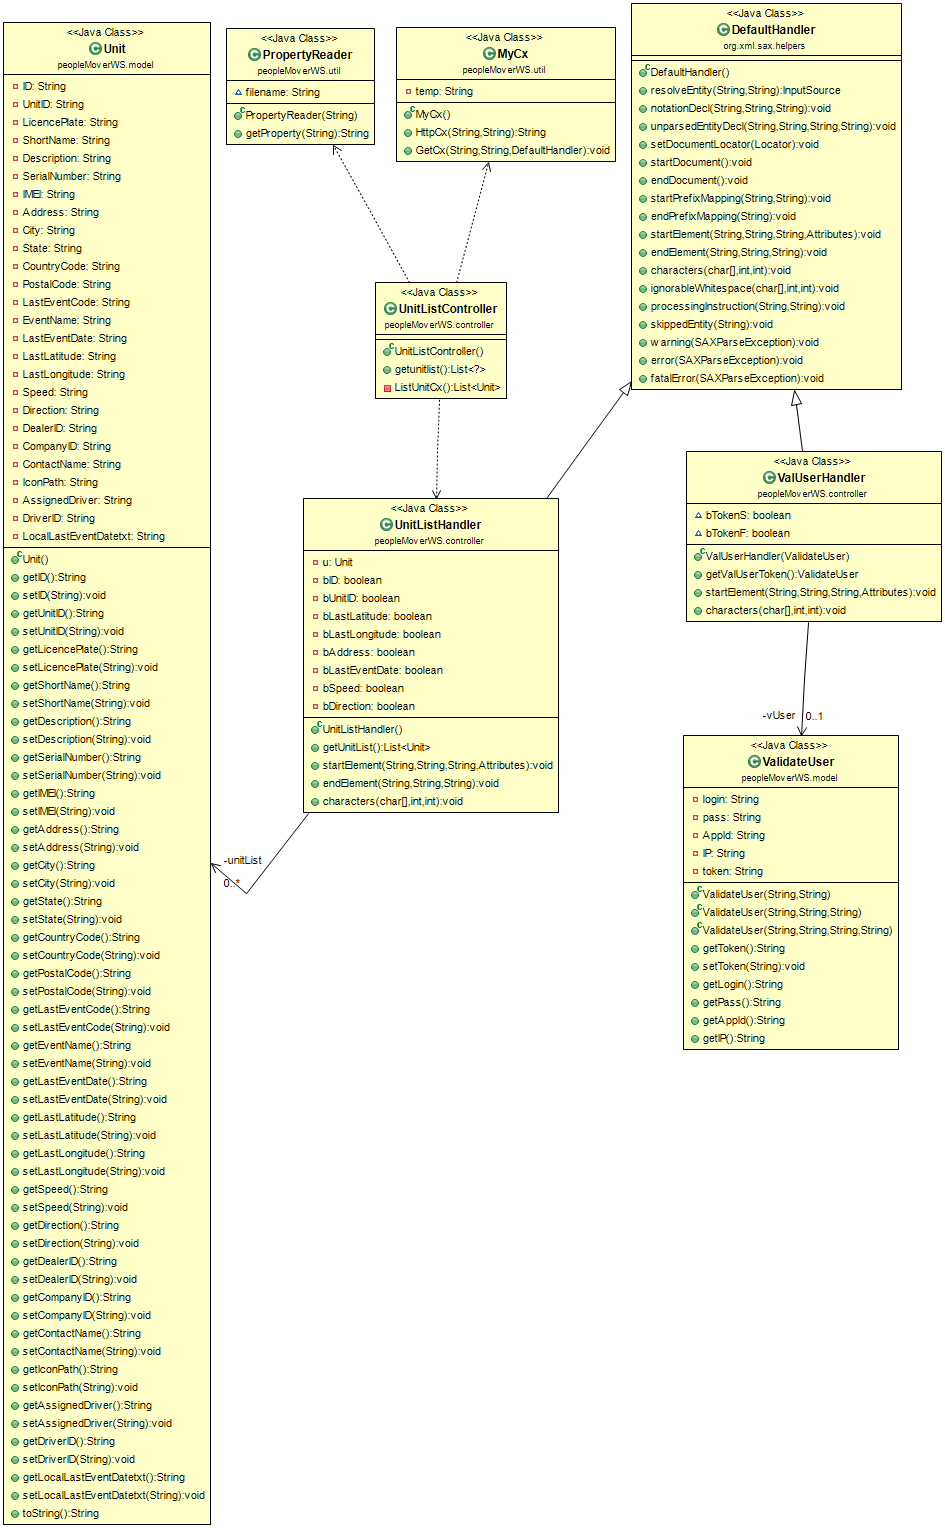 <<Java Class>>
Unit
peopleMoverWS.model
ID: String
UnitID: String
LicencePlate: String
ShortName: String
Description: String
SerialNumber: String
IMEI: String
Address: String
City: String
State: String
CountryCode: String
PostalCode: String
LastEventCode: String
EventName: String
LastEventDate: String
LastLatitude: String
LastLongitude: String
Speed: String
Direction: String
DealerID: String
CompanyID: String
ContactName: String
IconPath: String
AssignedDriver: String
DriverID: String
LocalLastEventDatetxt: String
Unit()
getID():String
setID(String):void
getUnitID():String
setUnitID(String):void
getLicencePlate():String
setLicencePlate(String):void
getShortName():String
setShortName(String):void
getDescription():String
setDescription(String):void
getSerialNumber():String
setSerialNumber(String):void
getIMEI():String
setIMEI(String):void
getAddress():String
setAddress(String):void
getCity():String
setCity(String):void
getState():String
setState(String):void
getCountryCode():String
setCountryCode(String):void
getPostalCode():String
setPostalCode(String):void
getLastEventCode():String
setLastEventCode(String):void
getEventName():String
setEventName(String):void
getLastEventDate():String
setLastEventDate(String):void
getLastLatitude():String
setLastLatitude(String):void
getLastLongitude():String
setLastLongitude(String):void
getSpeed():String
setSpeed(String):void
getDirection():String
setDirection(String):void
getDealerID():String
setDealerID(String):void
getCompanyID():String
setCompanyID(String):void
getContactName():String
setContactName(String):void
getIconPath():String
setIconPath(String):void
getAssignedDriver():String
setAssignedDriver(String):void
getDriverID():String
setDriverID(String):void
getLocalLastEventDatetxt():String
setLocalLastEventDatetxt(String):void
toString():String
<<Java Class>>
PropertyReader
peopleMoverWS.util
filename: String
PropertyReader(String)
getProperty(String):String
<<Java Class>>
MyCx
peopleMoverWS.util
temp: String
MyCx()
HttpCx(String,String):String
GetCx(String,String,DefaultHandler):void
<<Java Class>>
DefaultHandler
org.xml.sax.helpers
DefaultHandler()
resolveEntity(String,String):InputSource
notationDecl(String,String,String):void
unparsedEntityDecl(String,String,String,String):void
setDocumentLocator(Locator):void
startDocument():void
endDocument():void
startPrefixMapping(String,String):void
endPrefixMapping(String):void
startElement(String,String,String,Attributes):void
endElement(String,String,String):void
characters(char[],int,int):void
ignorableWhitespace(char[],int,int):void
processingInstruction(String,String):void
skippedEntity(String):void
warning(SAXParseException):void
error(SAXParseException):void
fatalError(SAXParseException):void
<<Java Class>>
UnitListController
peopleMoverWS.controller
UnitListController()
getunitlist():List<?>
ListUnitCx():List<Unit>
<<Java Class>>
UnitListHandler
peopleMoverWS.controller
u: Unit
bID: boolean
bUnitID: boolean
bLastLatitude: boolean
bLastLongitude: boolean
bAddress: boolean
bLastEventDate: boolean
bSpeed: boolean
bDirection: boolean
UnitListHandler()
getUnitList():List<Unit>
startElement(String,String,String,Attributes):void
endElement(String,String,String):void
characters(char[],int,int):void
-unitList
0..*
<<Java Class>>
ValUserHandler
peopleMoverWS.controller
bTokenS: boolean
bTokenF: boolean
ValUserHandler(ValidateUser)
getValUserToken():ValidateUser
startElement(String,String,String,Attributes):void
characters(char[],int,int):void
-vUser
0..1
<<Java Class>>
ValidateUser
peopleMoverWS.model
login: String
pass: String
AppId: String
IP: String
token: String
ValidateUser(String,String)
ValidateUser(String,String,String)
ValidateUser(String,String,String,String)
getToken():String
setToken(String):void
getLogin():String
getPass():String
getAppId():String
getIP():String